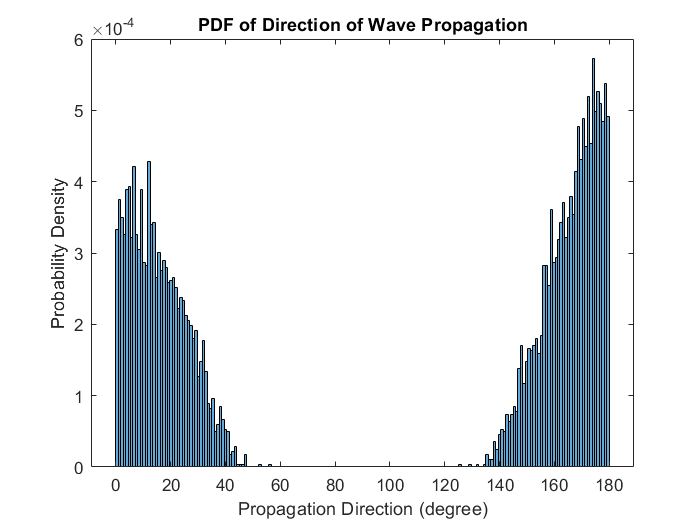 PDF of Direction of Wave Propagation
×10⁻⁴
6
5
4
3
2
1
0
Probability Density
0 20 40 60 80 100 120 140 160 180
Propagation Direction (degree)